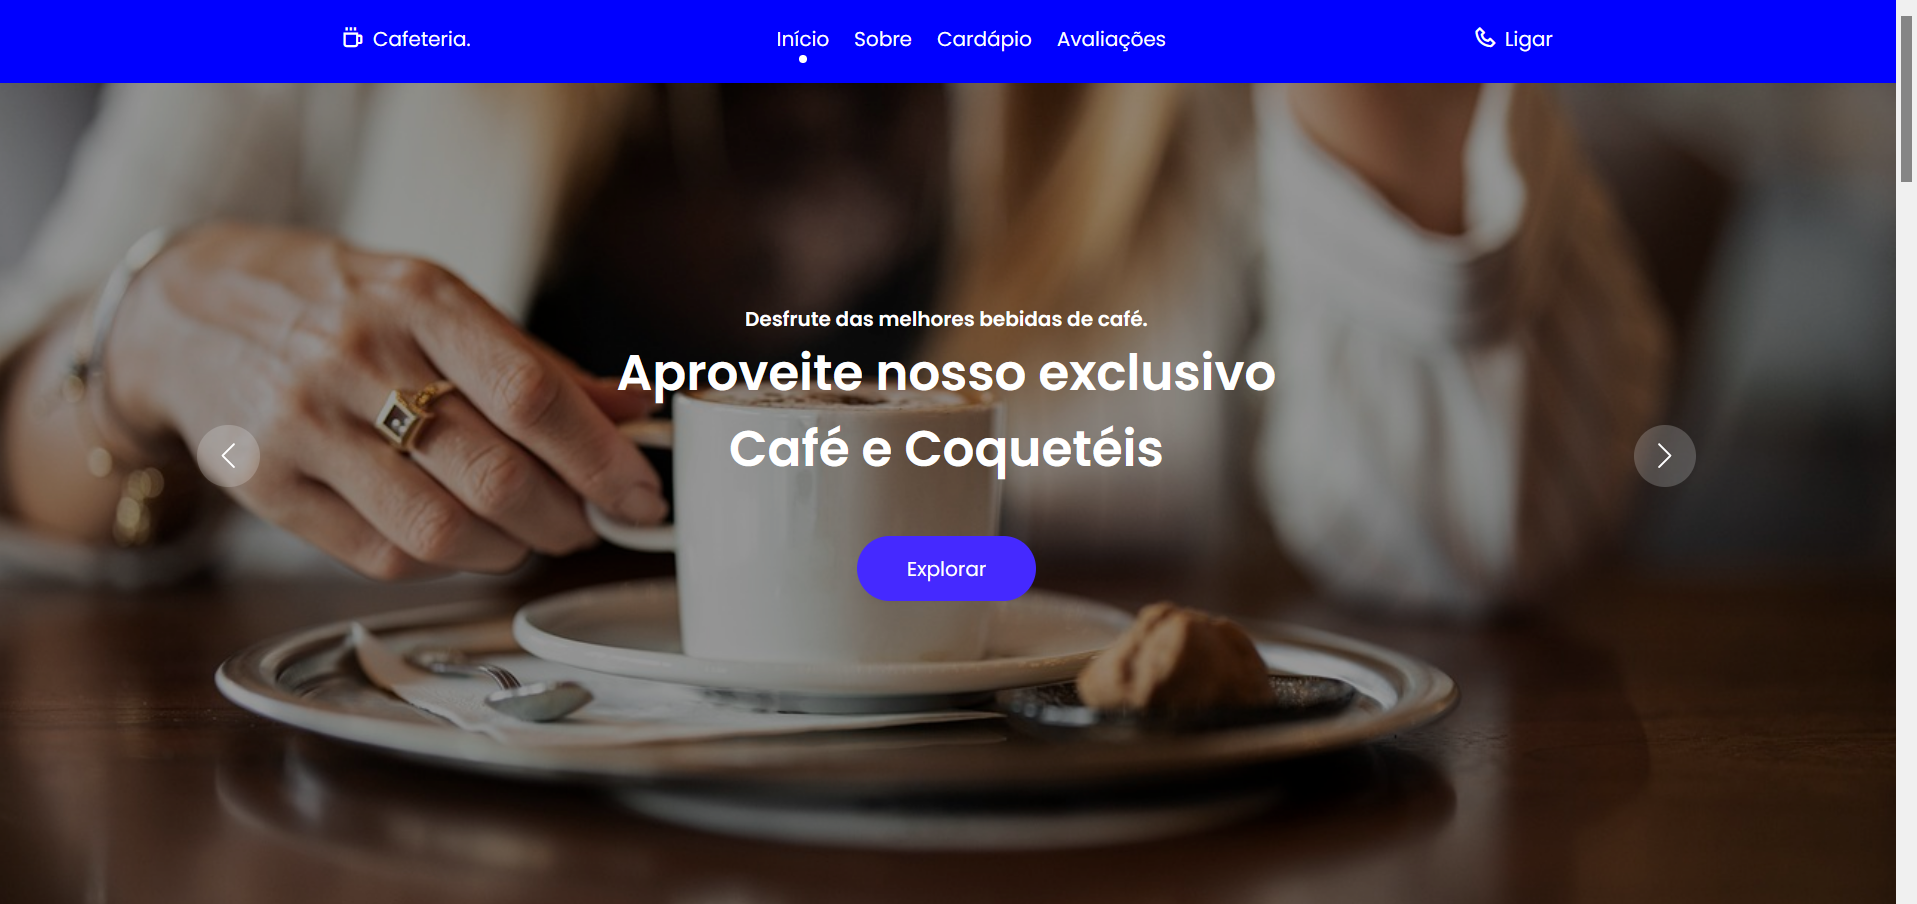 Cafeteria.
Início Sobre Cardápio Avaliações
Ligar
Desfrute das melhores bebidas de café.
Aproveite nosso exclusivo
Café e Coquetéis
Explorar